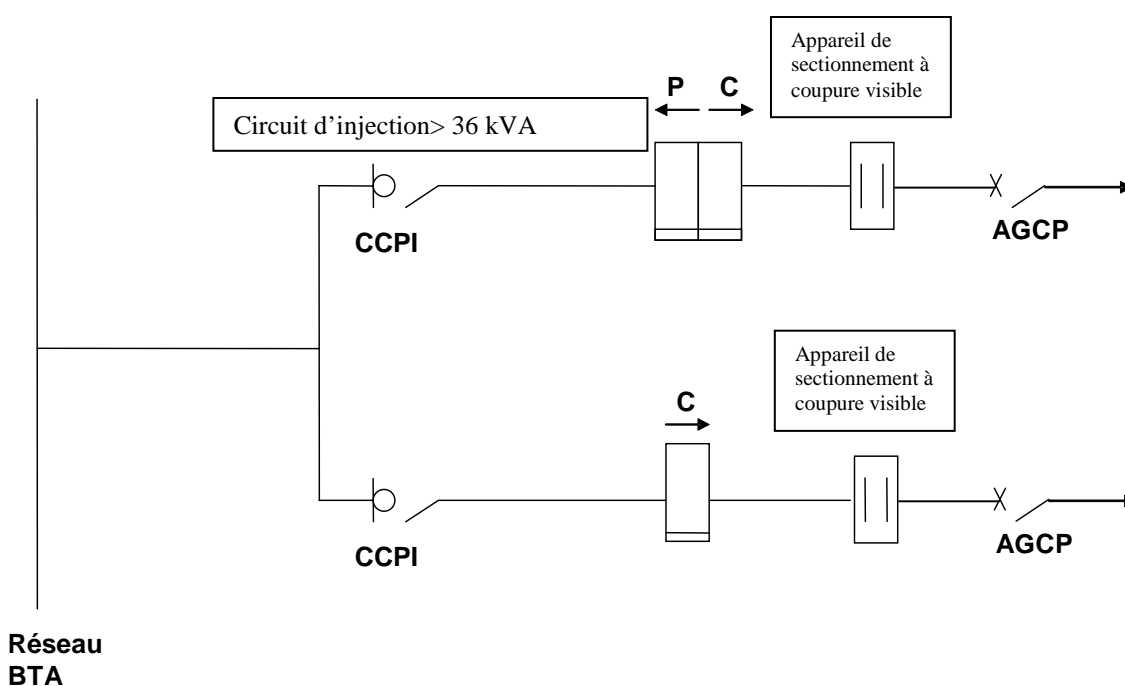 Appareil de
sectionnement à
coupure visible
P C
Circuit d'injection> 36 kVA
CCPI
AGCP
Appareil de
sectionnement à
coupure visible
C
CCPI
AGCP
Réseau
BTA